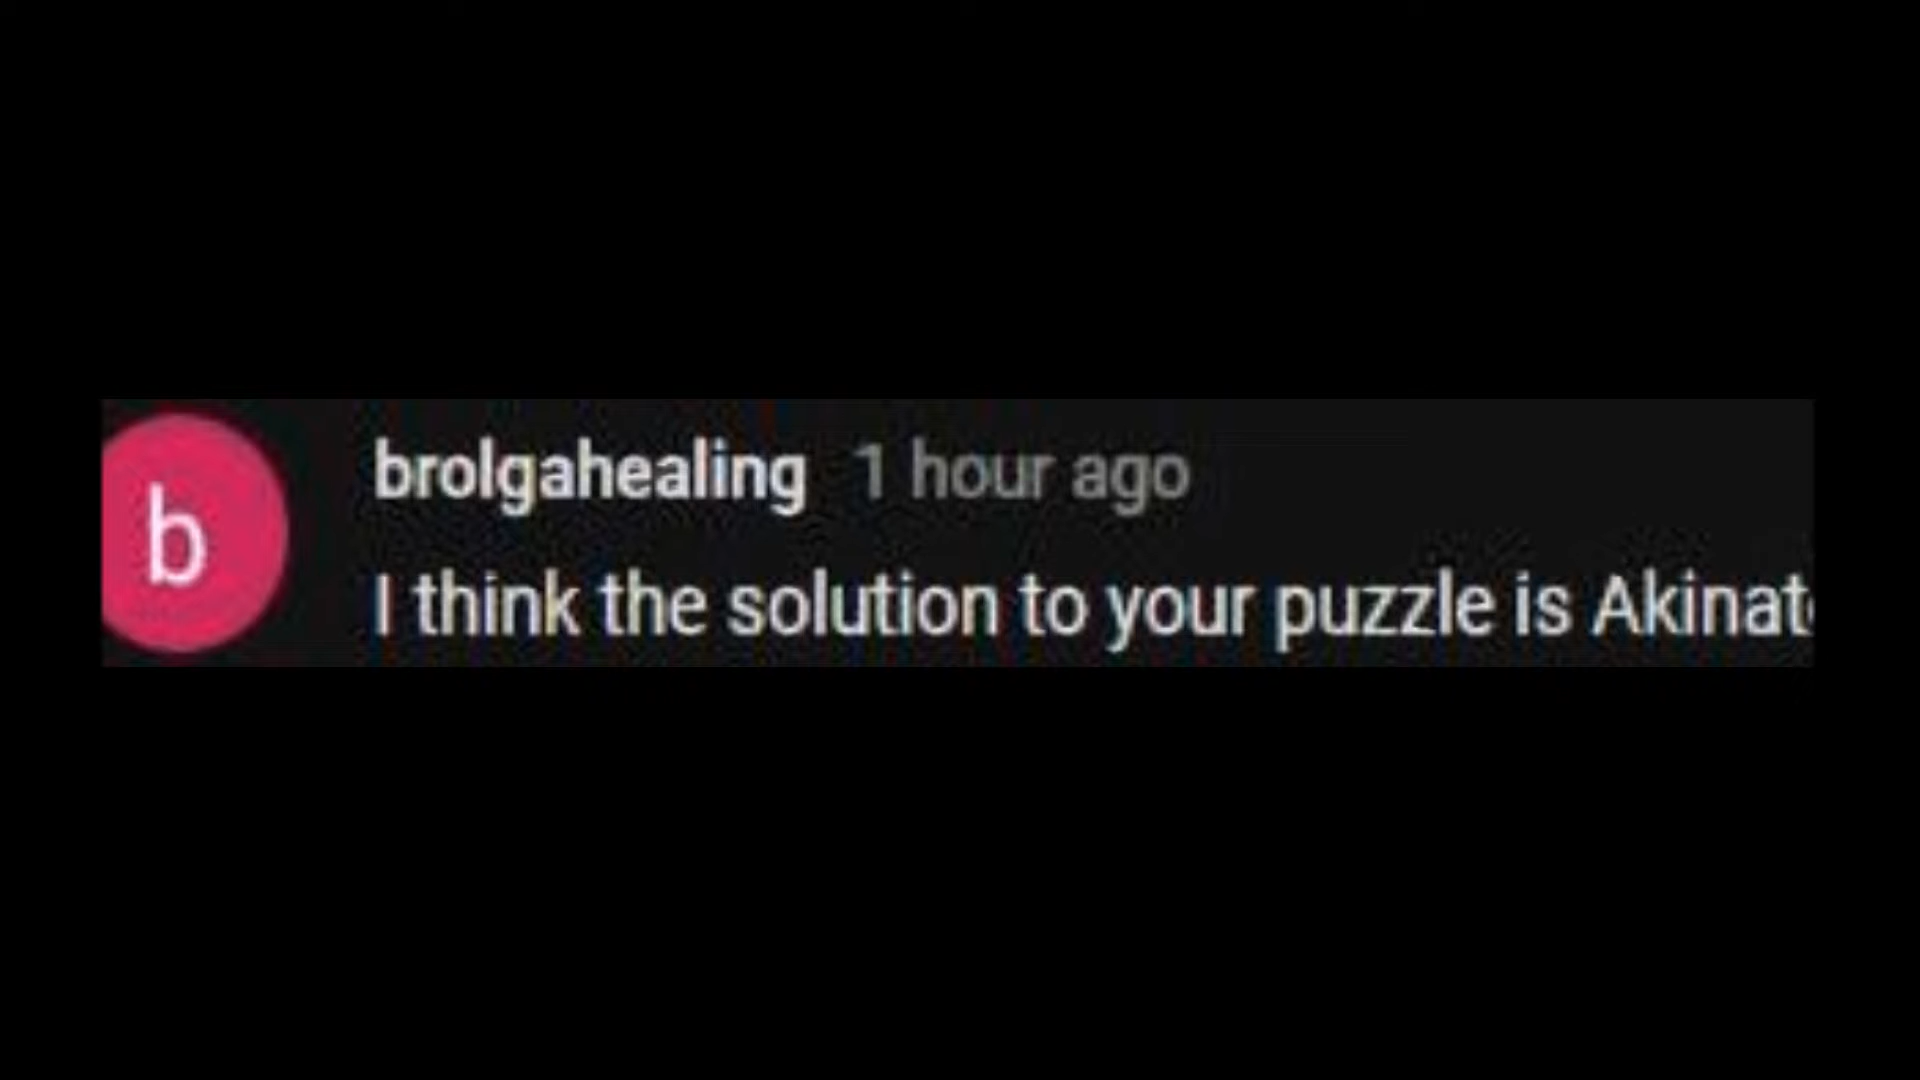 b
brolgahealing 1 hour ago
I think the solution to your puzzle is Akinat